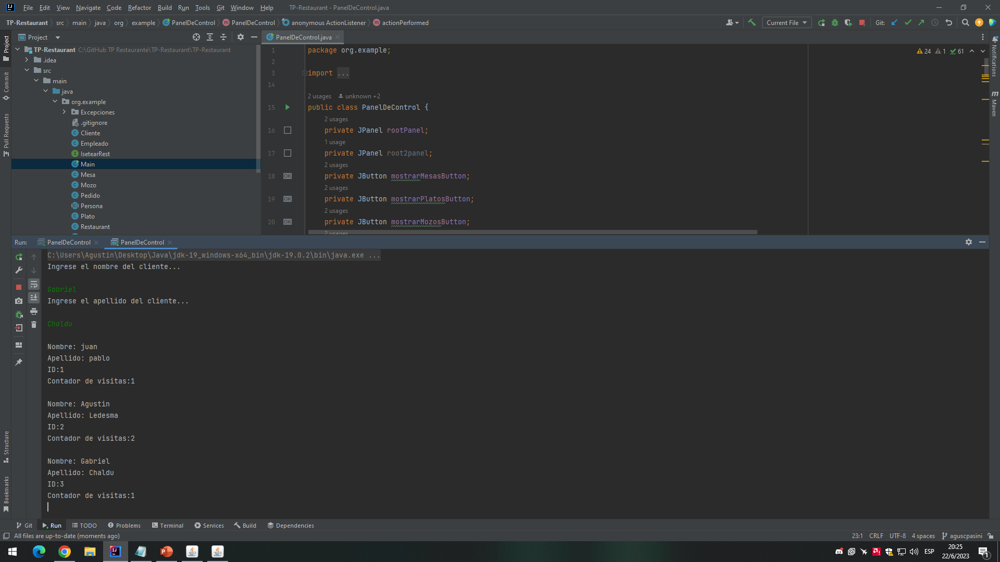 File Edit View Navigate Code Refactor Build Run Tools Git Window Help TP-Restaurant - PanelDeControl.java
TP-Restaurant src main java org example PanelDeControl PanelDeControl anonymous ActionListener actionPerformed
Current File Git:
Project
PanelDeControl.java
TP-Restaurant C:\GitHub TP Restaurante\TP-Restaurant\TP-Restaurant
.idea
src
main
java
org.example
Excepciones
.gitignore
Cliente
Empleado
IsetearRest
Main
Mesa
Mozo
Pedido
Persona
Plato
Restaurant
Project
Commit
Pull Requests
Structure
Bookmarks
1 package org.example;
2
3 import ...
14
2 usages unknown +2
15 public class PanelDeControl {
2 usages
16 private JPanel rootPanel;
1 usage
17 private JPanel root2panel;
2 usages
18 OK private JButton mostrarMesasButton;
2 usages
19 OK private JButton mostrarPlatosButton;
2 usages
20 OK private JButton mostrarMozosButton;
2 usages
24 1 61
Notifications
Maven
Run: PanelDeControl PanelDeControl
C:\Users\Agustin\Desktop\Java\jdk-19_windows-x64_bin\jdk-19.0.2\bin\java.exe ...
Ingrese el nombre del cliente...
Gabriel
Ingrese el apellido del cliente...
Chaldu
Nombre: juan
Apellido: pablo
ID:1
Contador de visitas:1
Nombre: Agustin
Apellido: Ledesma
ID:2
Contador de visitas:2
Nombre: Gabriel
Apellido: Chaldu
ID:3
Contador de visitas:1
Git Run TODO Problems Terminal Services Build Dependencies
All files are up-to-date (moments ago)
23:1 CRLF UTF-8 4 spaces aguscpasini
ESP
20:25
22/6/2023
1